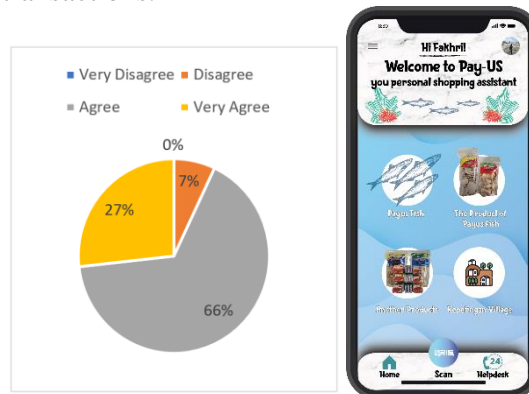 Very Disagree
Disagree
Agree
Very Agree
0%
7%
27%
66%
Hi Fakhri!
Welcome to Pay-US
you personal shopping assistant
Payus Fish
The Product of
Payus Fish
Village
Home
Scan
Helpdesk
24